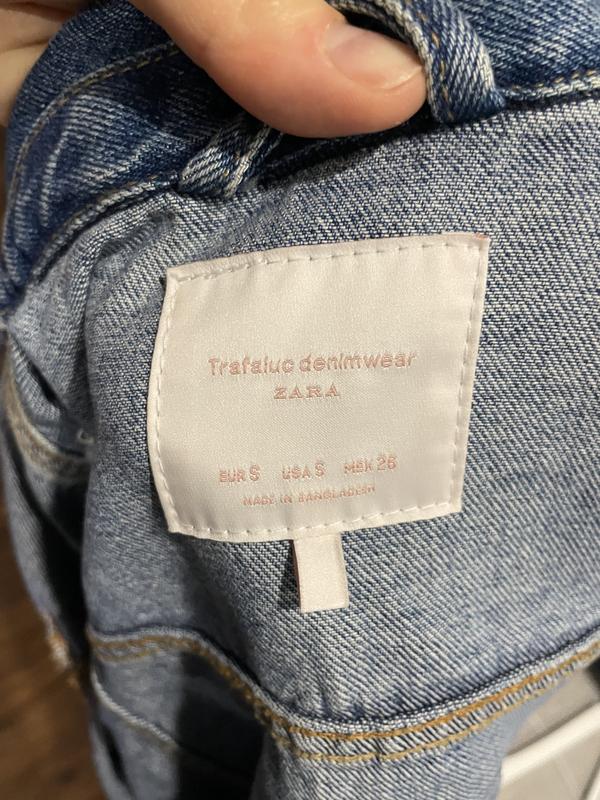 Trafaluc denimwear
ZARA
EUR S USA S MEX 26
MADE IN BANGLADESH